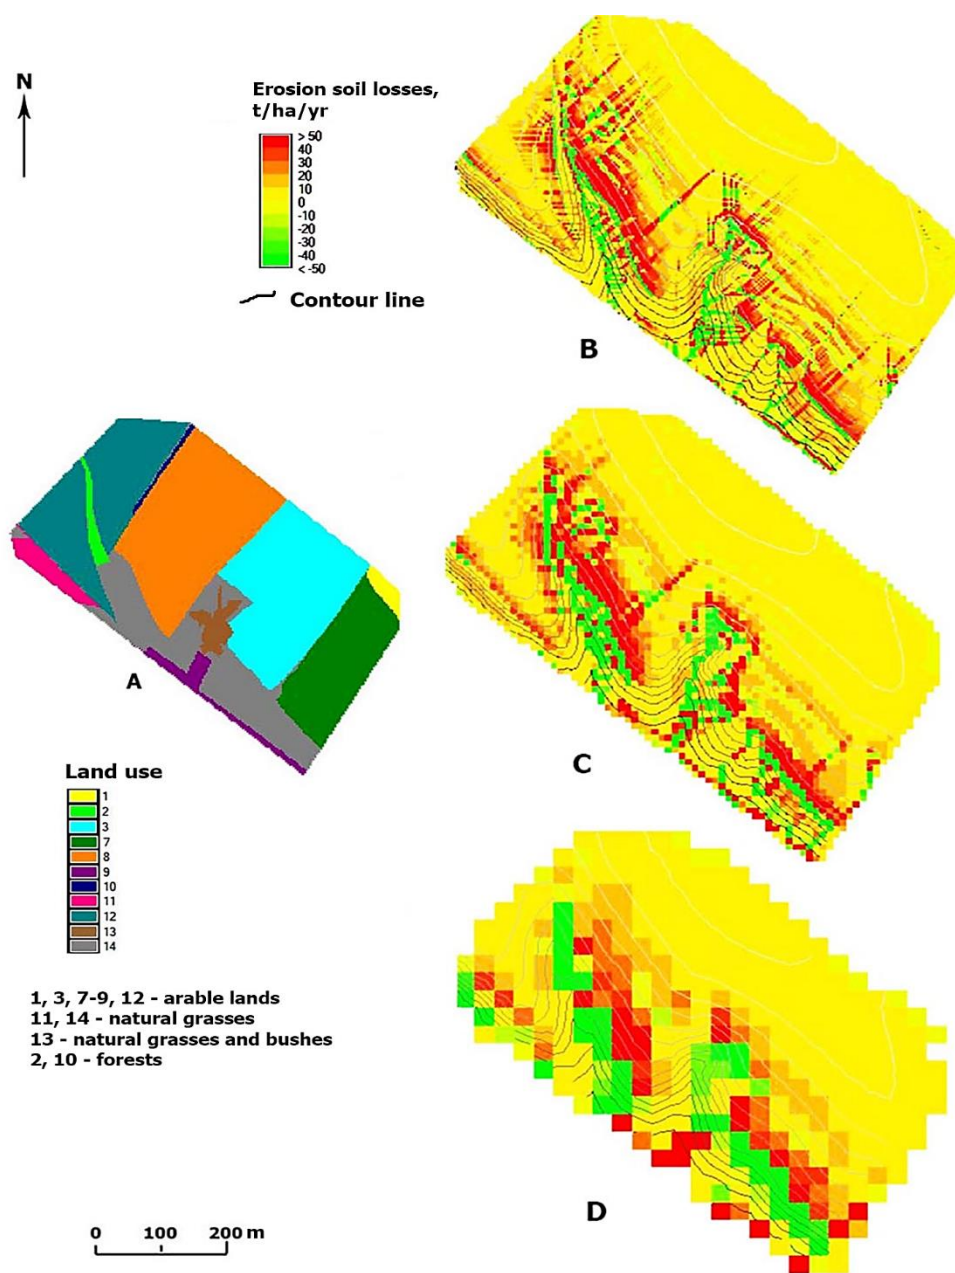 N
Erosion soil losses,
t/ha/yr
> 50
40
30
20
10
0
-10
-20
-30
-40
< -50
Contour line
B
A
C
Land use
1
2
3
7
8
9
10
11
12
13
14
1, 3, 7-9, 12 - arable lands
11, 14 - natural grasses
13 - natural grasses and bushes
2, 10 - forests
D
0 100 200 m